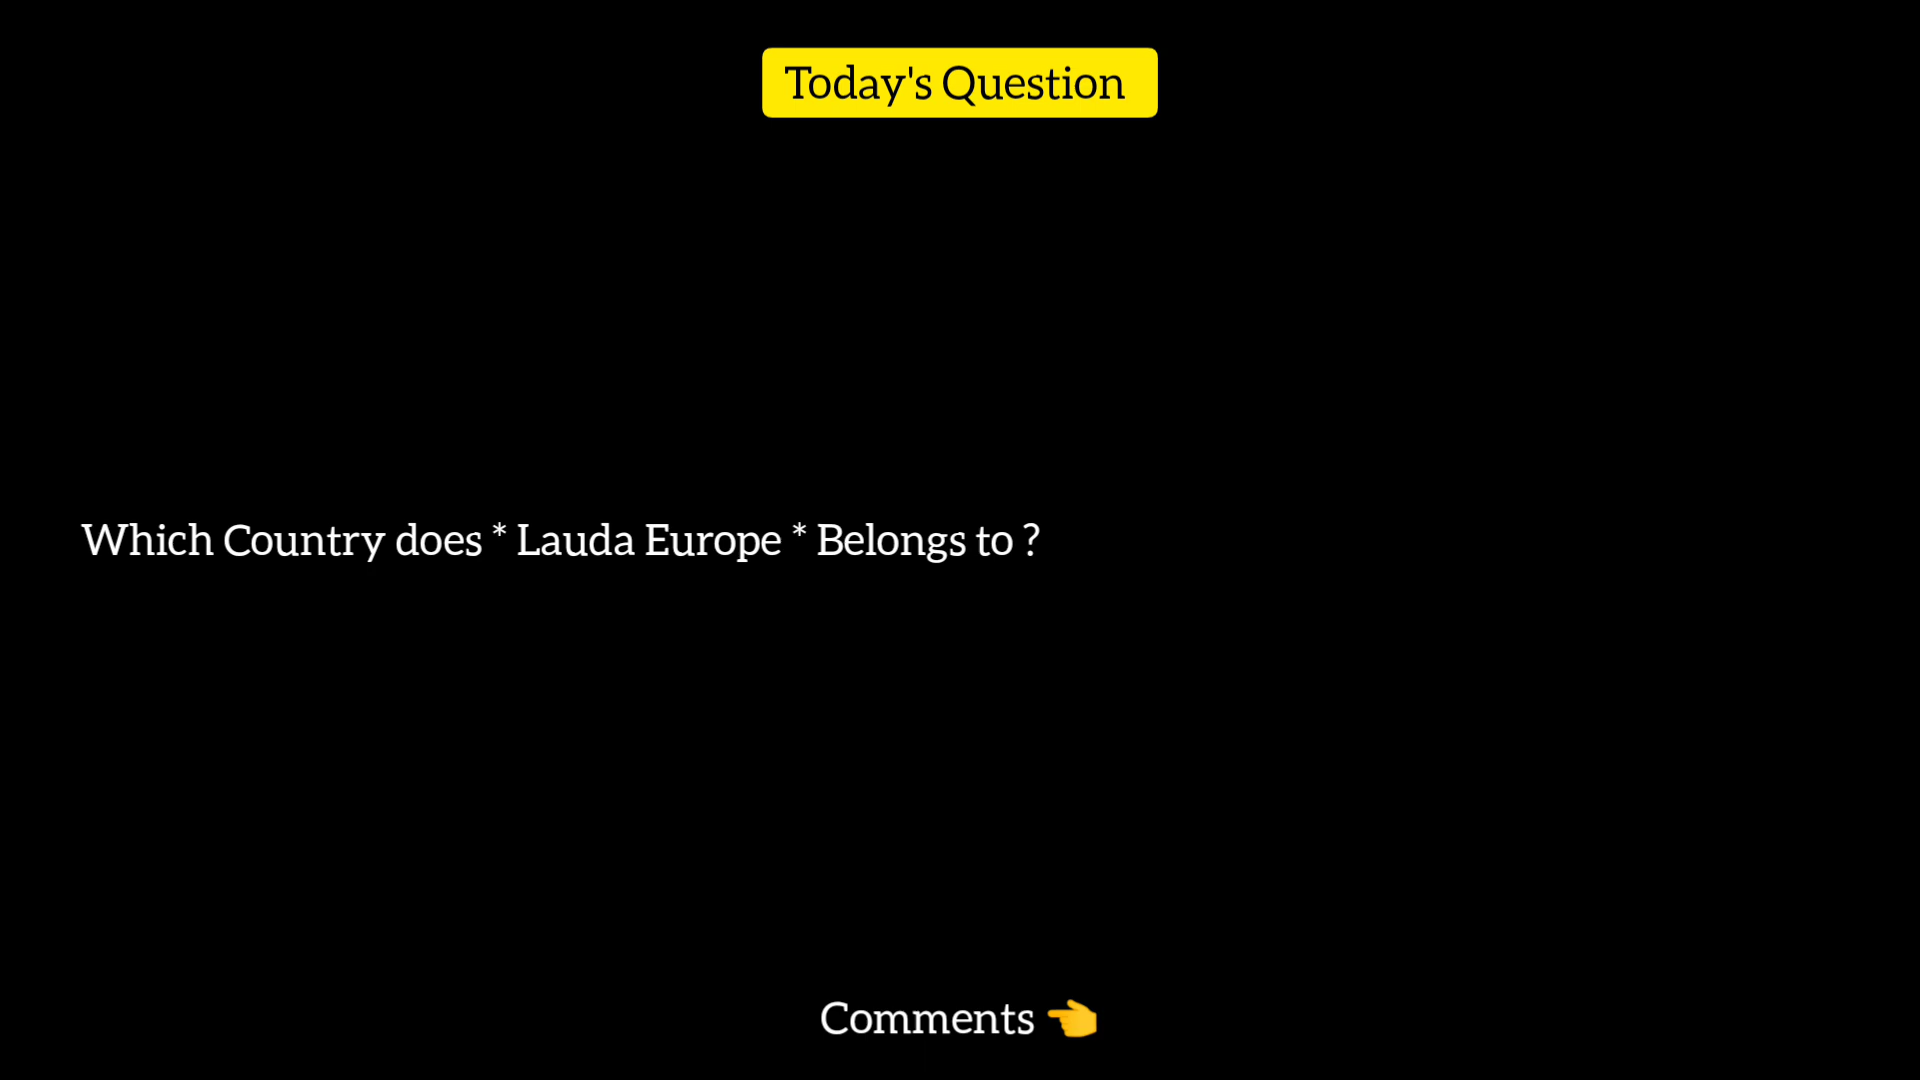 Today's Question
Which Country does * Lauda Europe * Belongs to ?
Comments 👈